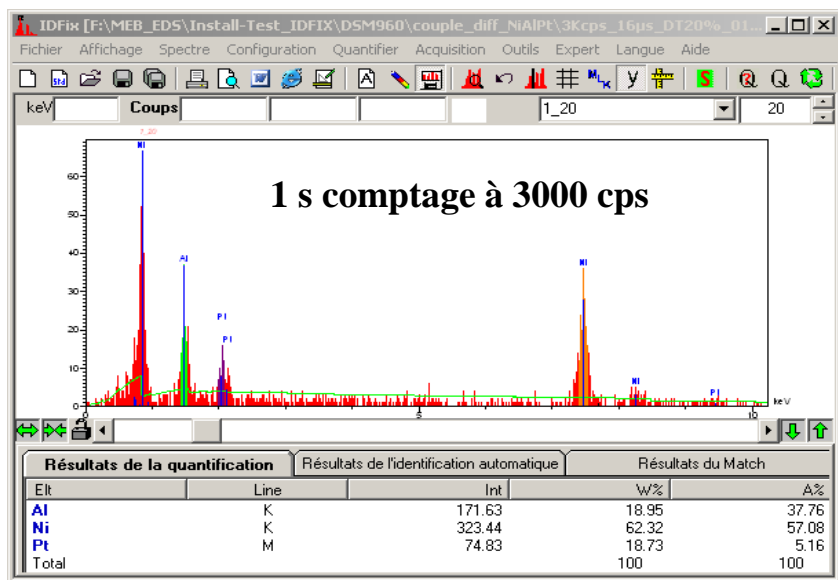 IDFix [F:\MEB_EDS\Install-Test_IDFIX\DSM960\couple_diff_NiAlPt\3Kcps_16µs_DT20%_01...
Fichier Affichage Spectre Configuration Quantifier Acquisition Outils Expert Langue Aide
keV Coups 1_20 20
1 s comptage à 3000 cps
7_20
Ni
60
50
40
Al
Ni
30
Pt
20
Pt
10
Ni
Pt
0
0 5 10 keV
Résultats de la quantification Résultats de l'identification automatique Résultats du Match
Elt Line Int W% A%
Al K 171.63 18.95 37.76
Ni K 323.44 62.32 57.08
Pt M 74.83 18.73 5.16
Total 100 100